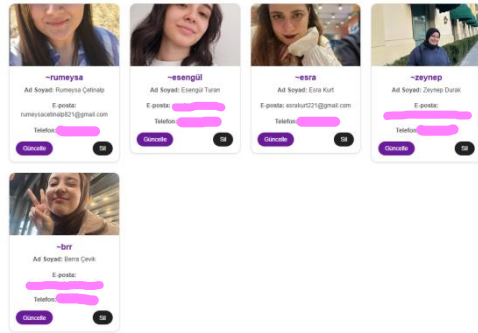 ~rumeysa
Ad Soyad: Rumeysa Çetinalp
E-posta:
rumeysacetinalp821@gmail.com
Telefon:
Güncelle
Sil
~esengül
Ad Soyad: Esengül Turan
E-posta:
Telefon:
Güncelle
Sil
~esra
Ad Soyad: Esra Kurt
E-posta: esrakurt221@gmail.com
Telefon:
Güncelle
Sil
~zeynep
Ad Soyad: Zeynep Durak
E-posta:
Telefon:
Güncelle
Sil
~brr
Ad Soyad: Berra Çevik
E-posta:
Telefon:
Güncelle
Sil